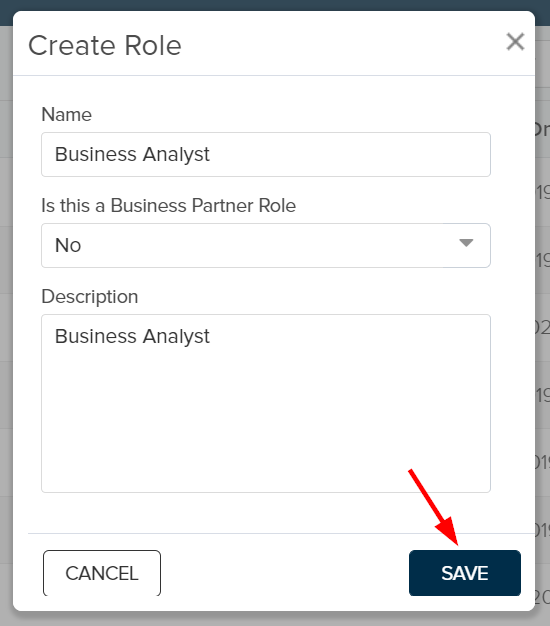 Create Role
Name
Business Analyst
Is this a Business Partner Role
No
Description
Business Analyst
CANCEL
SAVE